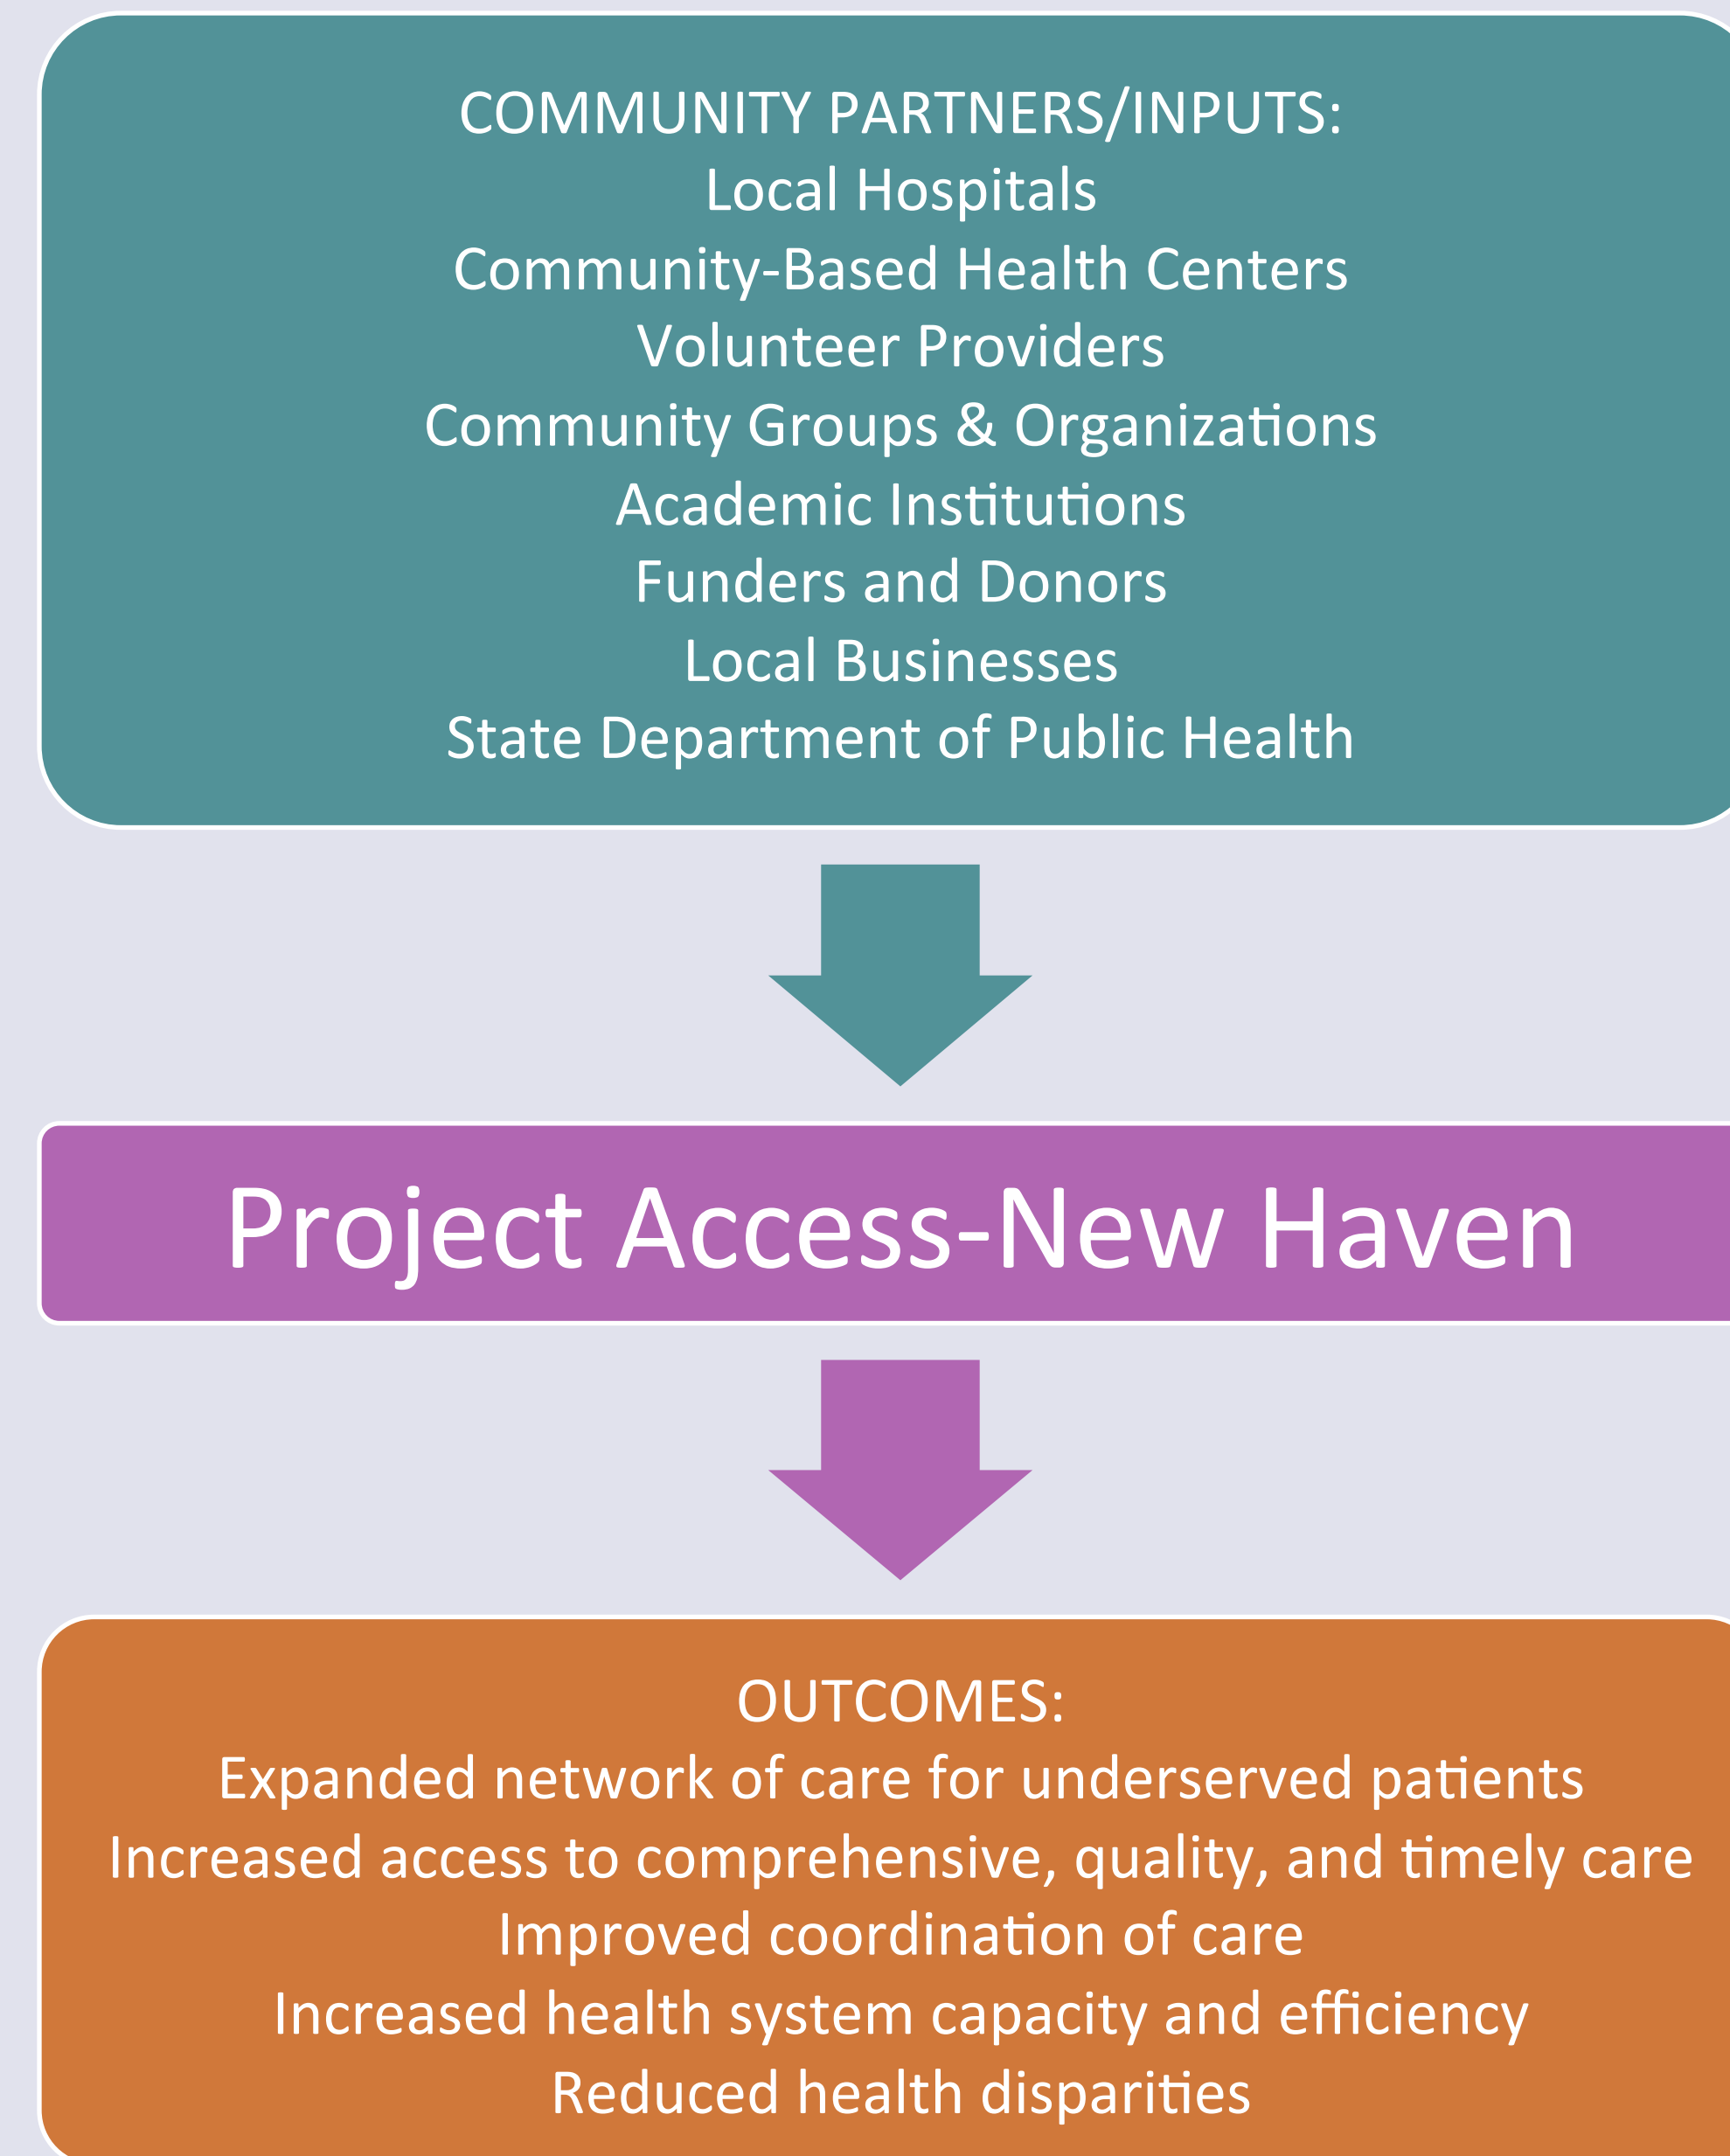 COMMUNITY PARTNERS/INPUTS:
Local Hospitals
Community-Based Health Centers
Volunteer Providers
Community Groups & Organizations
Academic Institutions
Funders and Donors
Local Businesses
State Department of Public Health
Project Access-New Haven
OUTCOMES:
Expanded network of care for underserved patients
Increased access to comprehensive, quality, and timely care
Improved coordination of care
Increased health system capacity and efficiency
Reduced health disparities